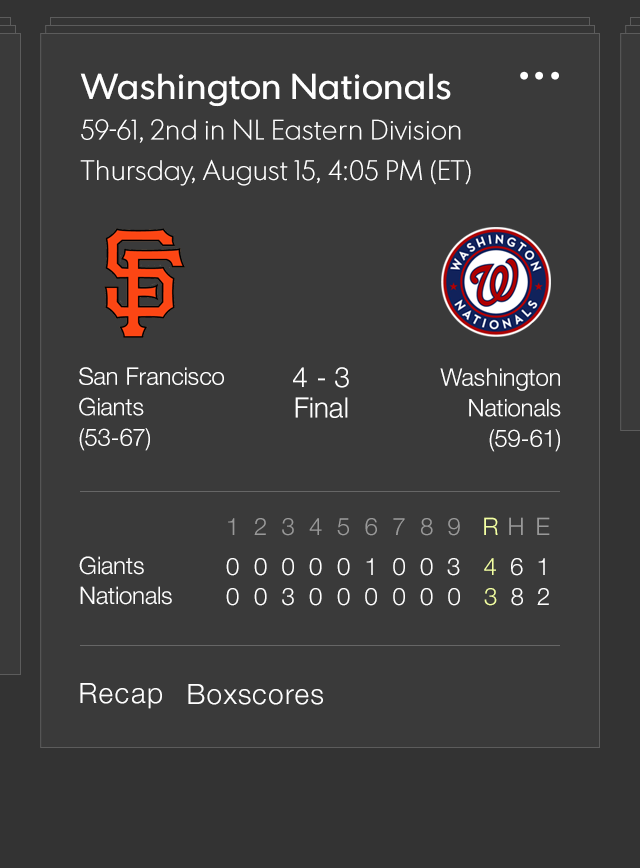 Washington Nationals
59-61, 2nd in NL Eastern Division
Thursday, August 15, 4:05 PM (ET)
SF
WASHINGTON
W
NATIONALS
San Francisco
Giants
(53-67)
4 - 3
Final
Washington
Nationals
(59-61)
1 2 3 4 5 6 7 8 9 R H E
Giants 0 0 0 0 0 1 0 0 3 4 6 1
Nationals 0 0 3 0 0 0 0 0 0 3 8 2
Recap Boxscores